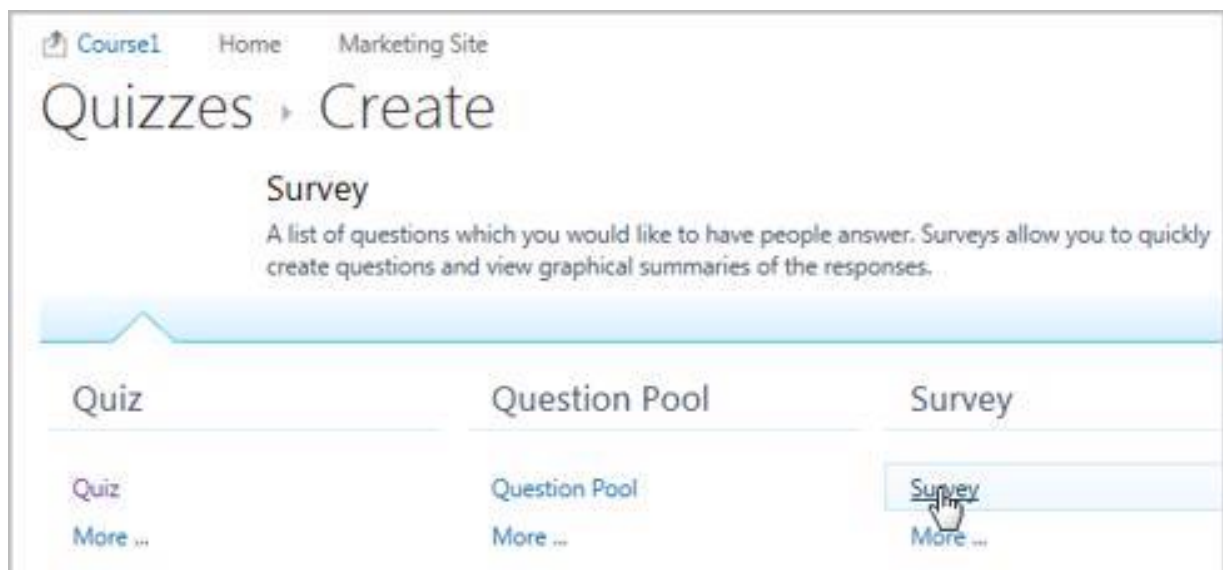 Course1 Home Marketing Site
Quizzes Create
Survey
A list of questions which you would like to have people answer. Surveys allow you to quickly
create questions and view graphical summaries of the responses.
Quiz Question Pool Survey
Quiz Question Pool Survey
More ... More ... More ...